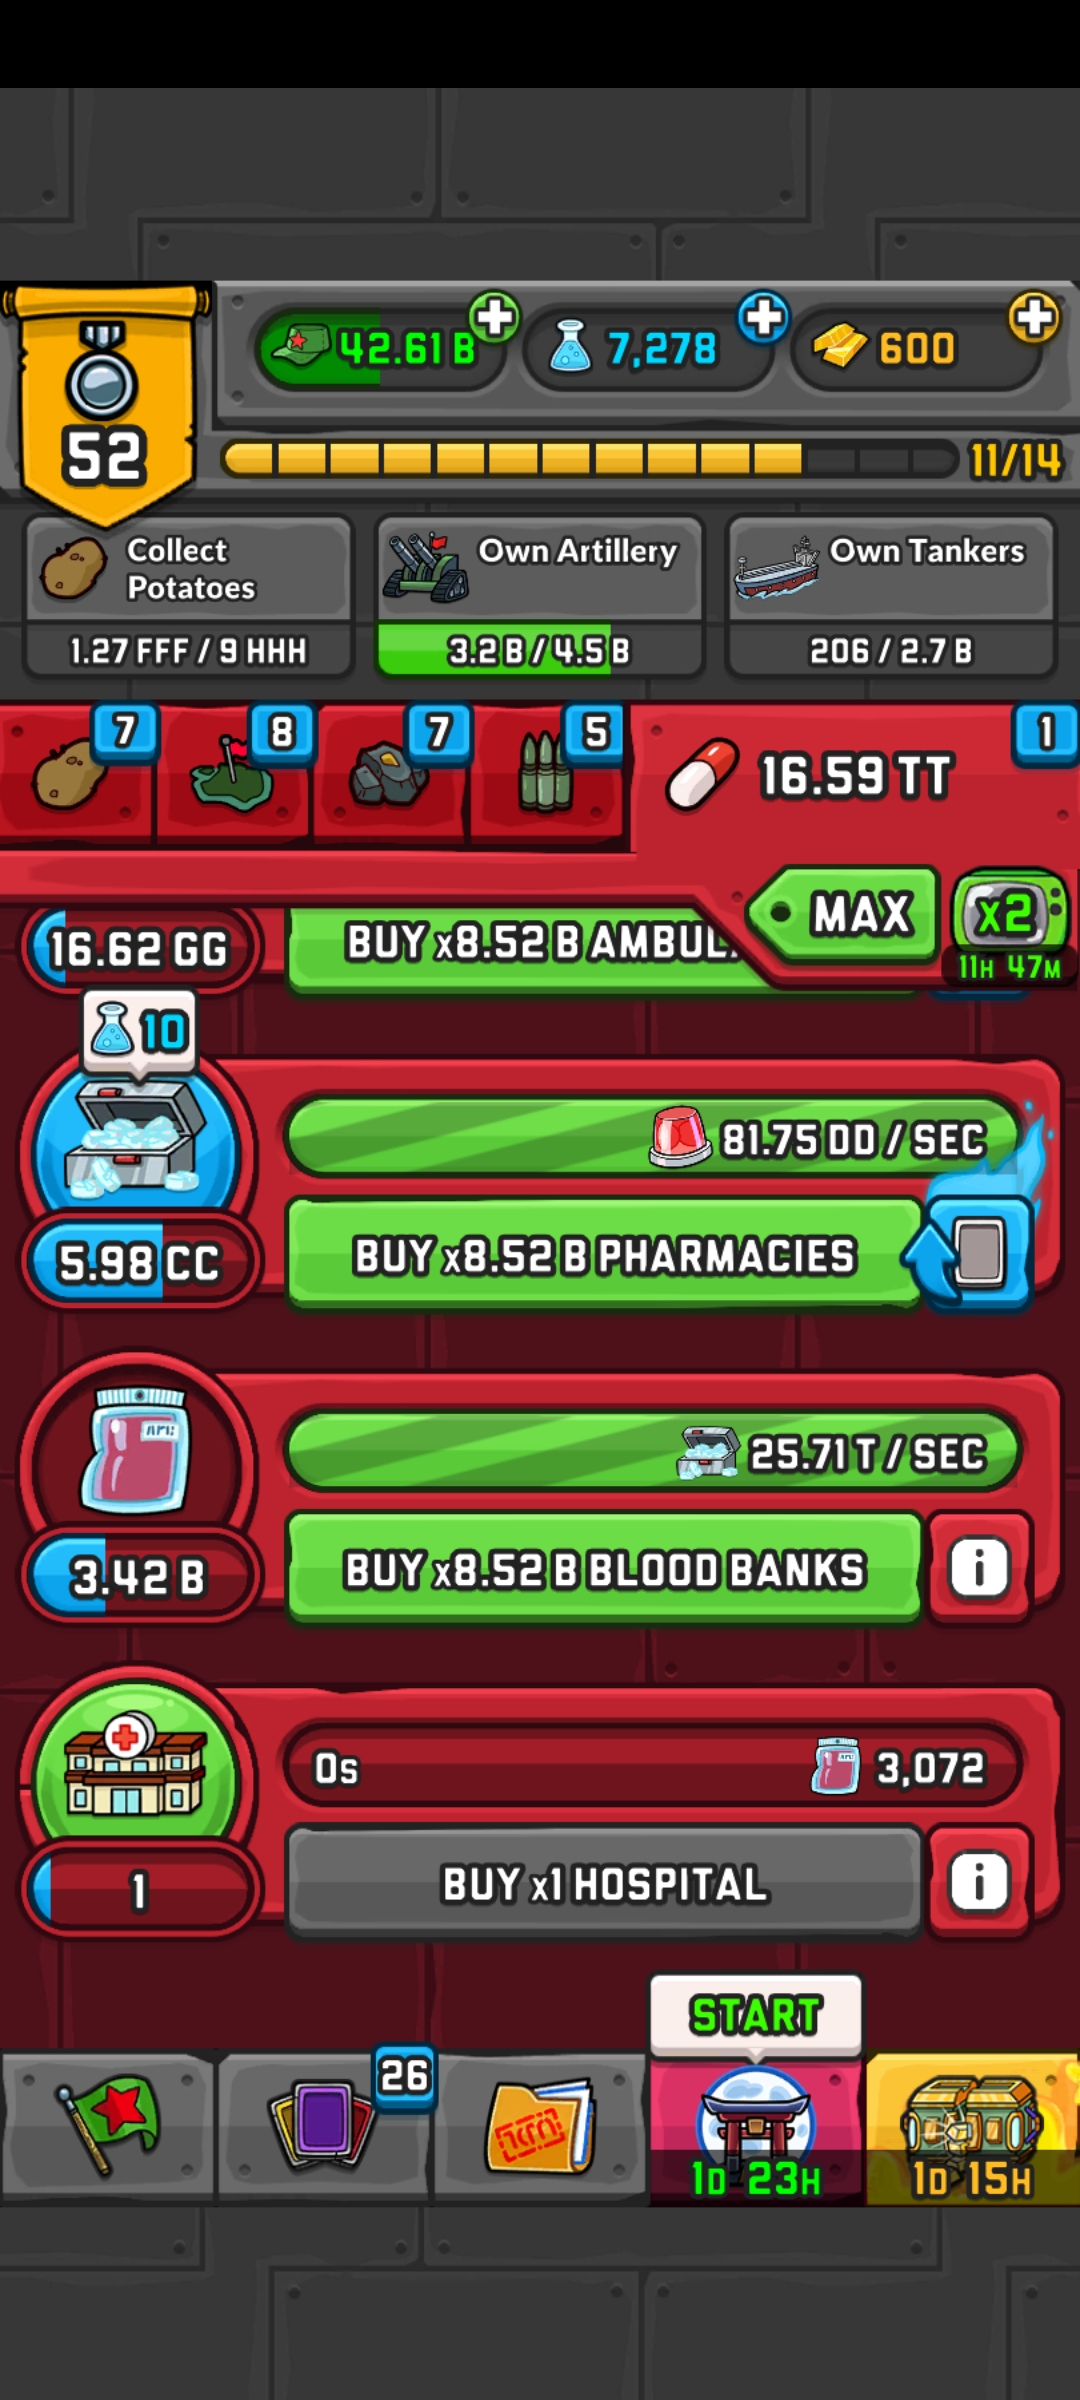 42.61 B
7,278
600
52
11/14
Collect
Potatoes
1.27 FFF / 9 HHH
Own Artillery
3.2 B / 4.5 B
Own Tankers
206 / 2.7 B
7
8
7
5
1
16.59 TT
MAX
x2
11H 47M
16.62 GG
BUY x8.52 B AMBUL
10
81.75 DD / SEC
5.98 CC
BUY x8.52 B PHARMACIES
25.71 T / SEC
3.42 B
BUY x8.52 B BLOOD BANKS
0s
3,072
1
BUY x1 HOSPITAL
START
26
1D 23H
1D 15H